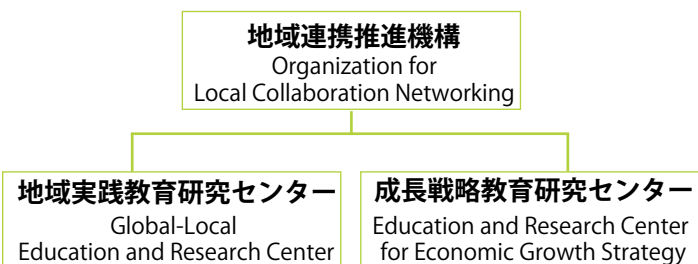 地域連携推進機構
Organization for
Local Collaboration Networking
地域実践教育研究センター
Global-Local
Education and Research Center
成長戦略教育研究センター
Education and Research Center
for Economic Growth Strategy